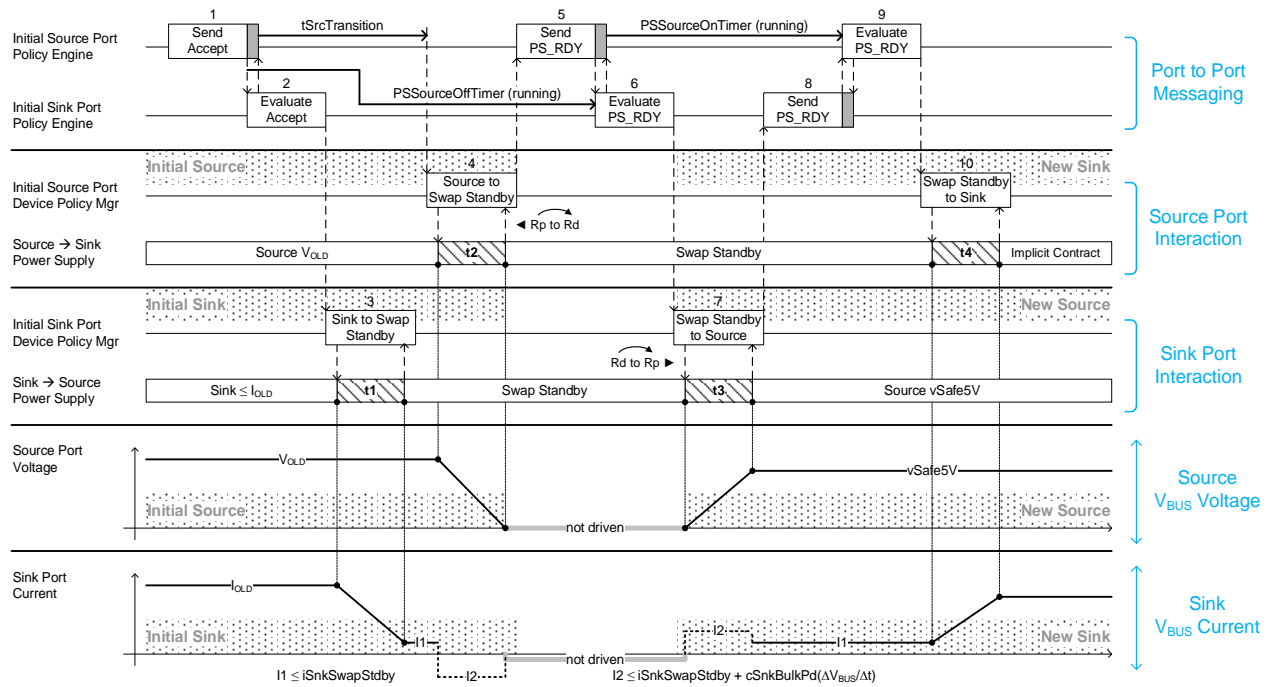 1
5
9
Initial Source Port
Policy Engine
Send
Accept
tSrcTransition
Send
PS_RDY
PSSourceOnTimer (running)
Evaluate
PS_RDY
Port to Port
Messaging
2
6
8
Initial Sink Port
Policy Engine
Evaluate
Accept
PSSourceOffTimer (running)
Evaluate
PS_RDY
Send
PS_RDY
Initial Source
4
10
New Sink
Initial Source Port
Device Policy Mgr
Source to
Swap Standby
Swap Standby
to Sink
◄ Rp to Rd
Source Port
Interaction
Source → Sink
Power Supply
Source VOLD
t2
Swap Standby
t4
Implicit Contract
Initial Sink
3
7
New Source
Initial Sink Port
Device Policy Mgr
Sink to Swap
Standby
Swap Standby
to Source
Rd to Rp ►
Sink Port
Interaction
Sink → Source
Power Supply
Sink ≤ IOLD
t1
Swap Standby
t3
Source vSafe5V
Source Port
Voltage
VOLD
vSafe5V
Initial Source
not driven
New Source
Source
VBUS Voltage
Sink Port
Current
IOLD
Initial Sink
I1
I2
not driven
I2
I1
New Sink
Sink
VBUS Current
I1 ≤ iSnkSwapStdby
I2 ≤ iSnkSwapStdby + cSnkBulkPd(ΔVBUS/Δt)